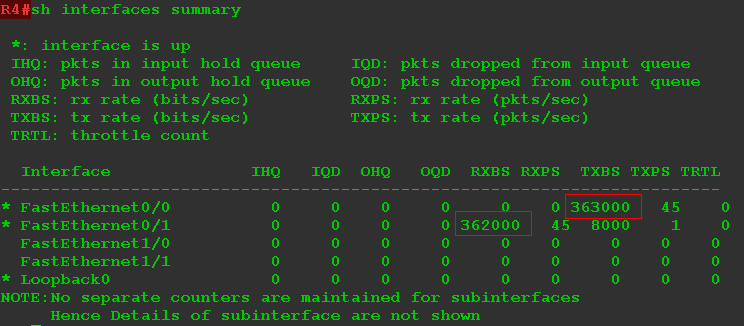 R4#sh interfaces summary
*: interface is up
IHQ: pkts in input hold queue     IQD: pkts dropped from input queue
OHQ: pkts in output hold queue    OQD: pkts dropped from output queue
RXBS: rx rate (bits/sec)          RXPS: rx rate (pkts/sec)
TXBS: tx rate (bits/sec)          TXPS: tx rate (pkts/sec)
TRTL: throttle count
Interface               IHQ   IQD  OHQ   OQD  RXBS RXPS  TXBS TXPS TRTL
-------------------------------------------------------------------------
* FastEthernet0/0         0     0    0     0     0    0 363000   45    0
* FastEthernet0/1         0     0    0     0 362000   45  8000    1    0
FastEthernet1/0         0     0    0     0     0    0     0    0    0
FastEthernet1/1         0     0    0     0     0    0     0    0    0
* Loopback0               0     0    0     0     0    0     0    0    0
NOTE:No separate counters are maintained for subinterfaces
Hence Details of subinterface are not shown